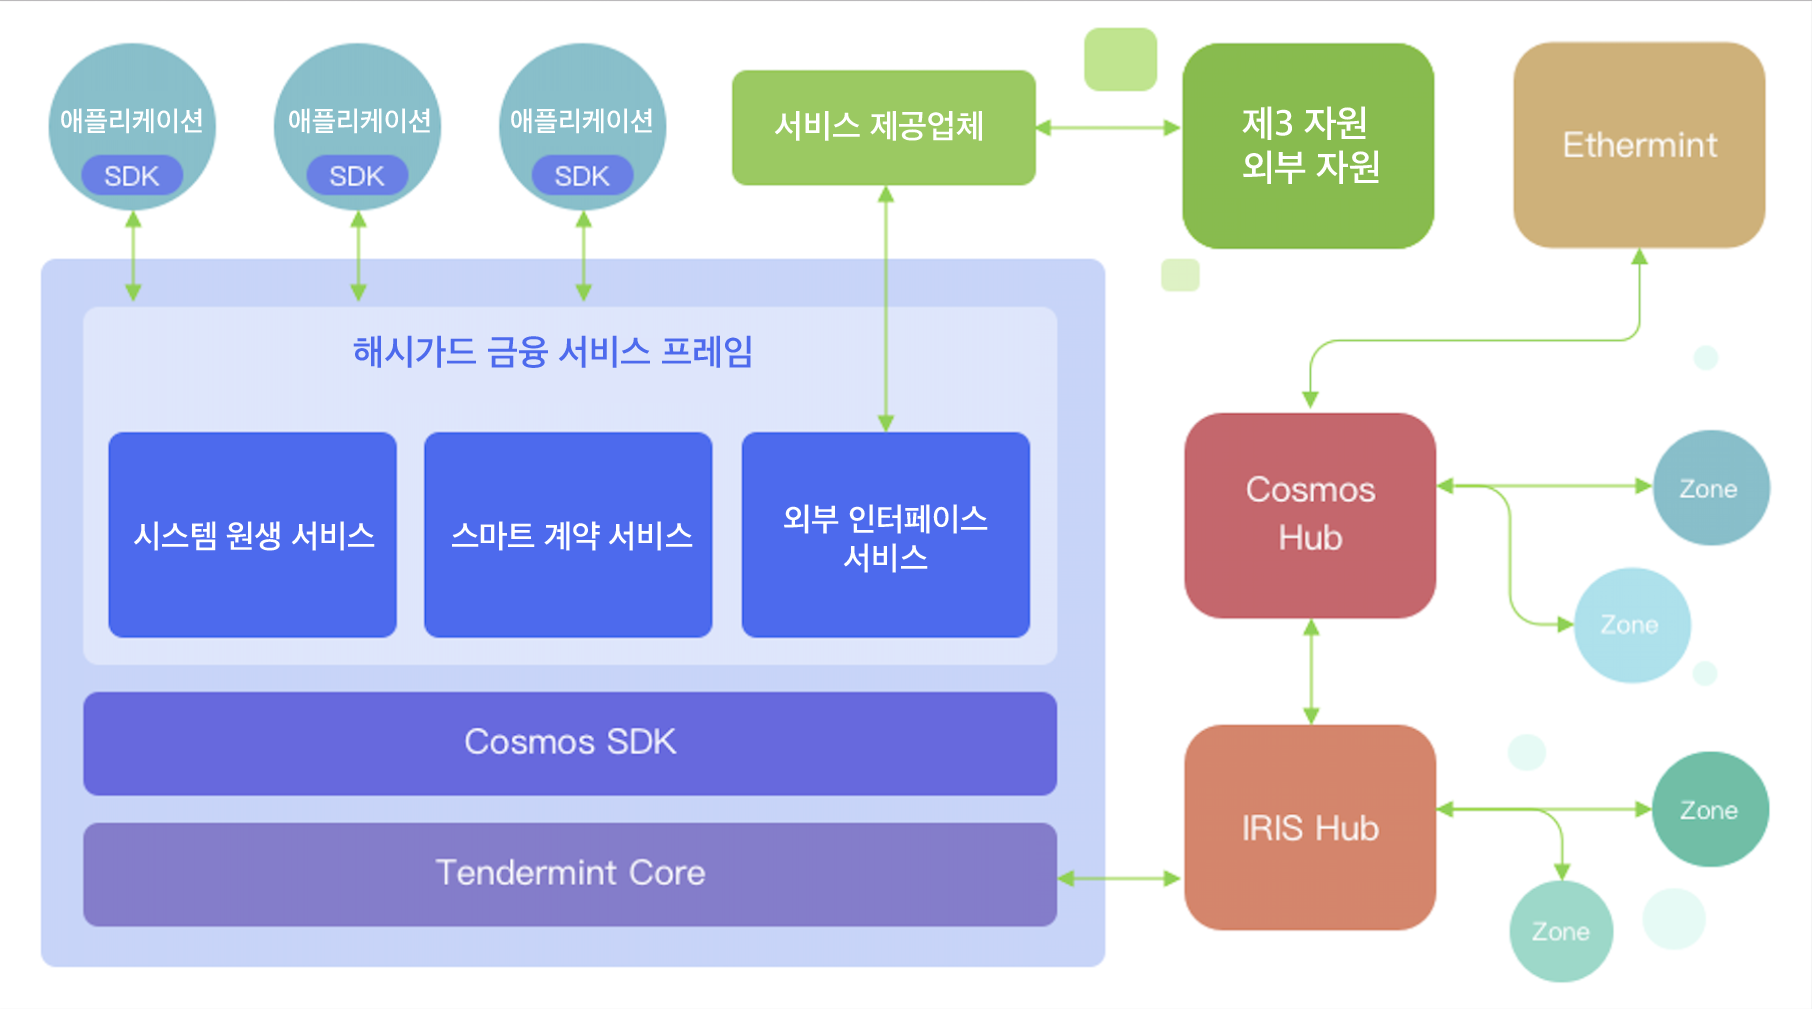 애플리케이션
SDK
애플리케이션
SDK
애플리케이션
SDK
서비스 제공업체
제3 자원
외부 자원
Ethermint
해시가드 금융 서비스 프레임
시스템 원생 서비스
스마트 계약 서비스
외부 인터페이스
서비스
Cosmos
Hub
Zone
Zone
Cosmos SDK
Tendermint Core
IRIS Hub
Zone
Zone